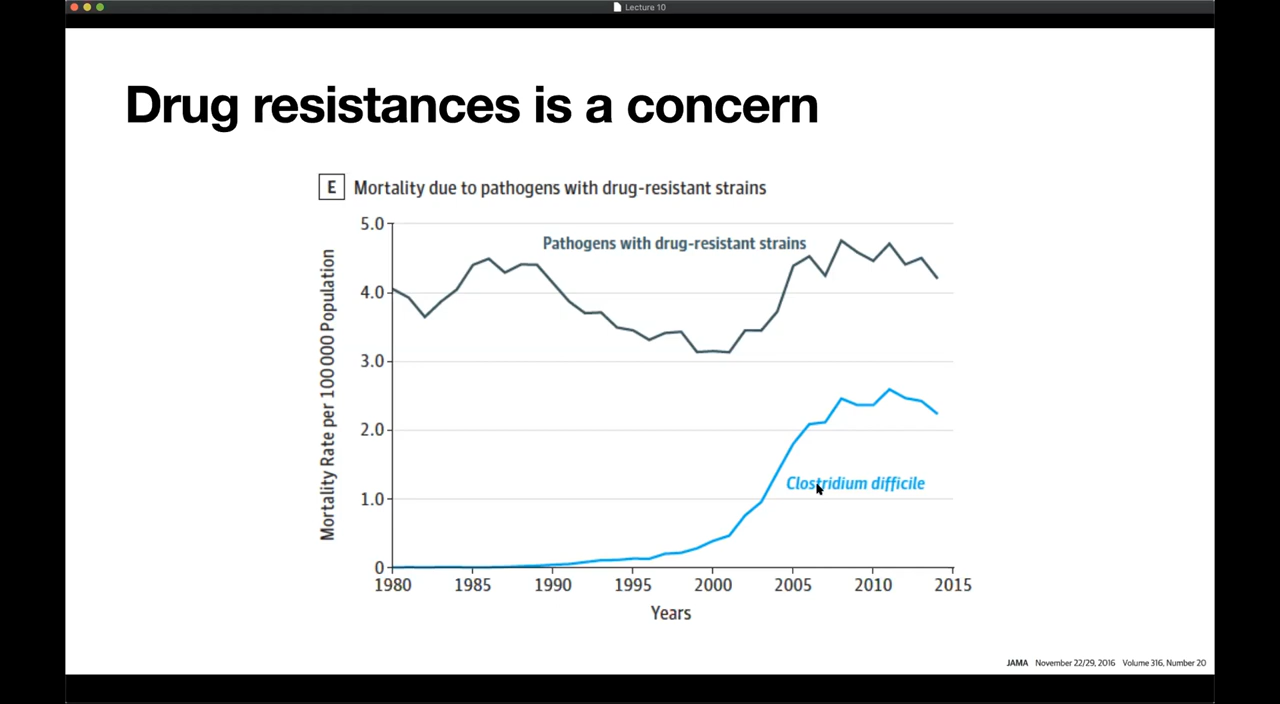 Lecture 10
Drug resistances is a concern
E Mortality due to pathogens with drug-resistant strains
5.0
4.0
3.0
2.0
1.0
0
Mortality Rate per 100 000 Population
Pathogens with drug-resistant strains
Clostridium difficile
1980 1985 1990 1995 2000 2005 2010 2015
Years
JAMA November 22/29, 2016 Volume 316, Number 20